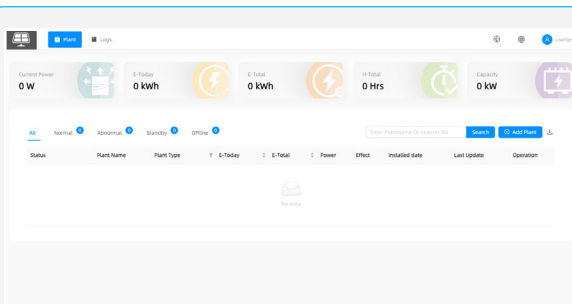 Plant Logs
Current Power E-Today E-Total H-Total Capacity
0 W 0 kWh 0 kWh 0 Hrs 0 kW
All Normal 0 Abnormal 0 Standby 0 Offline 0 Enter Plantname Or Inverter SN Search Add Plant
Status Plant Name Plant Type E-Today E-Total Power Effect Installed date Last Update Operation
No data